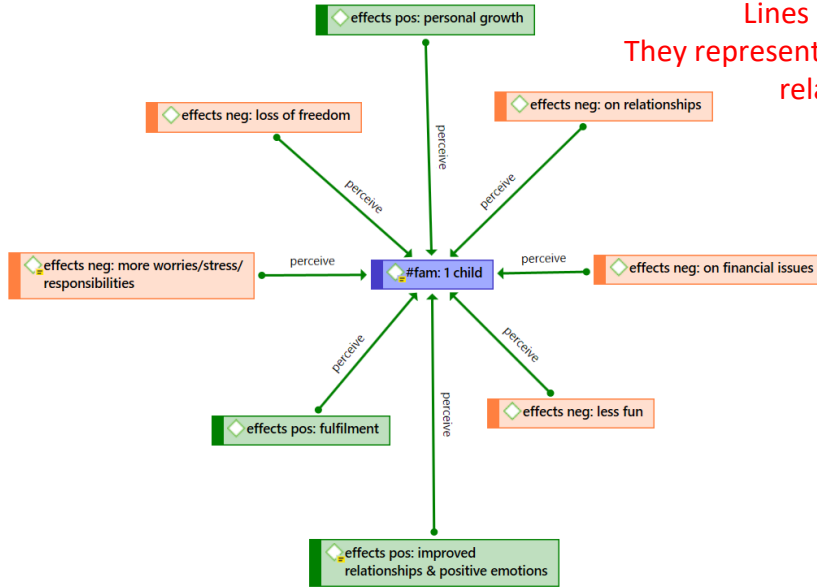 effects pos: personal growth
Lines
They represent
rela
effects neg: loss of freedom
effects neg: on relationships
perceive
perceive
perceive
effects neg: more worries/stress/
responsibilities
perceive
#fam: 1 child
perceive
effects neg: on financial issues
perceive
perceive
perceive
effects pos: fulfilment
effects neg: less fun
effects pos: improved
relationships & positive emotions